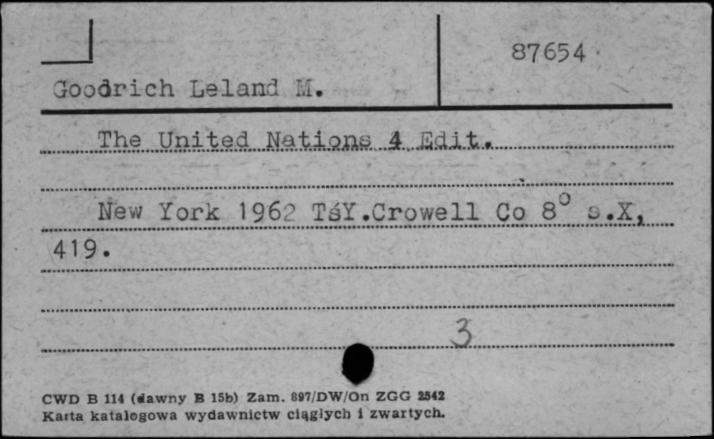 87654
Goodrich Leland M.
The United Nations 4 Edit.
New York 1962 TśY.Crowell Co 8° s.X,
419.
3
CWD B 114 (dawny B 15b) Zam. 897/DW/On ZGG 2542
Karta katalogowa wydawnictw ciągłych i zwartych.